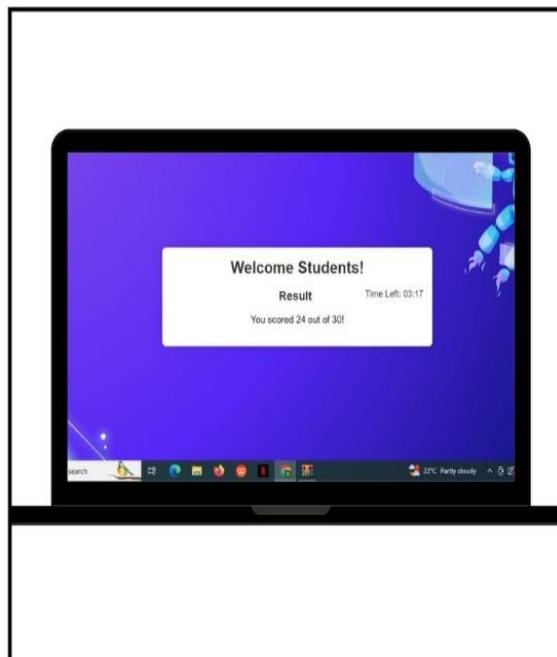 Welcome Students!
Result
Time Left: 03:17
You scored 24 out of 30!
search
22°C Partly cloudy